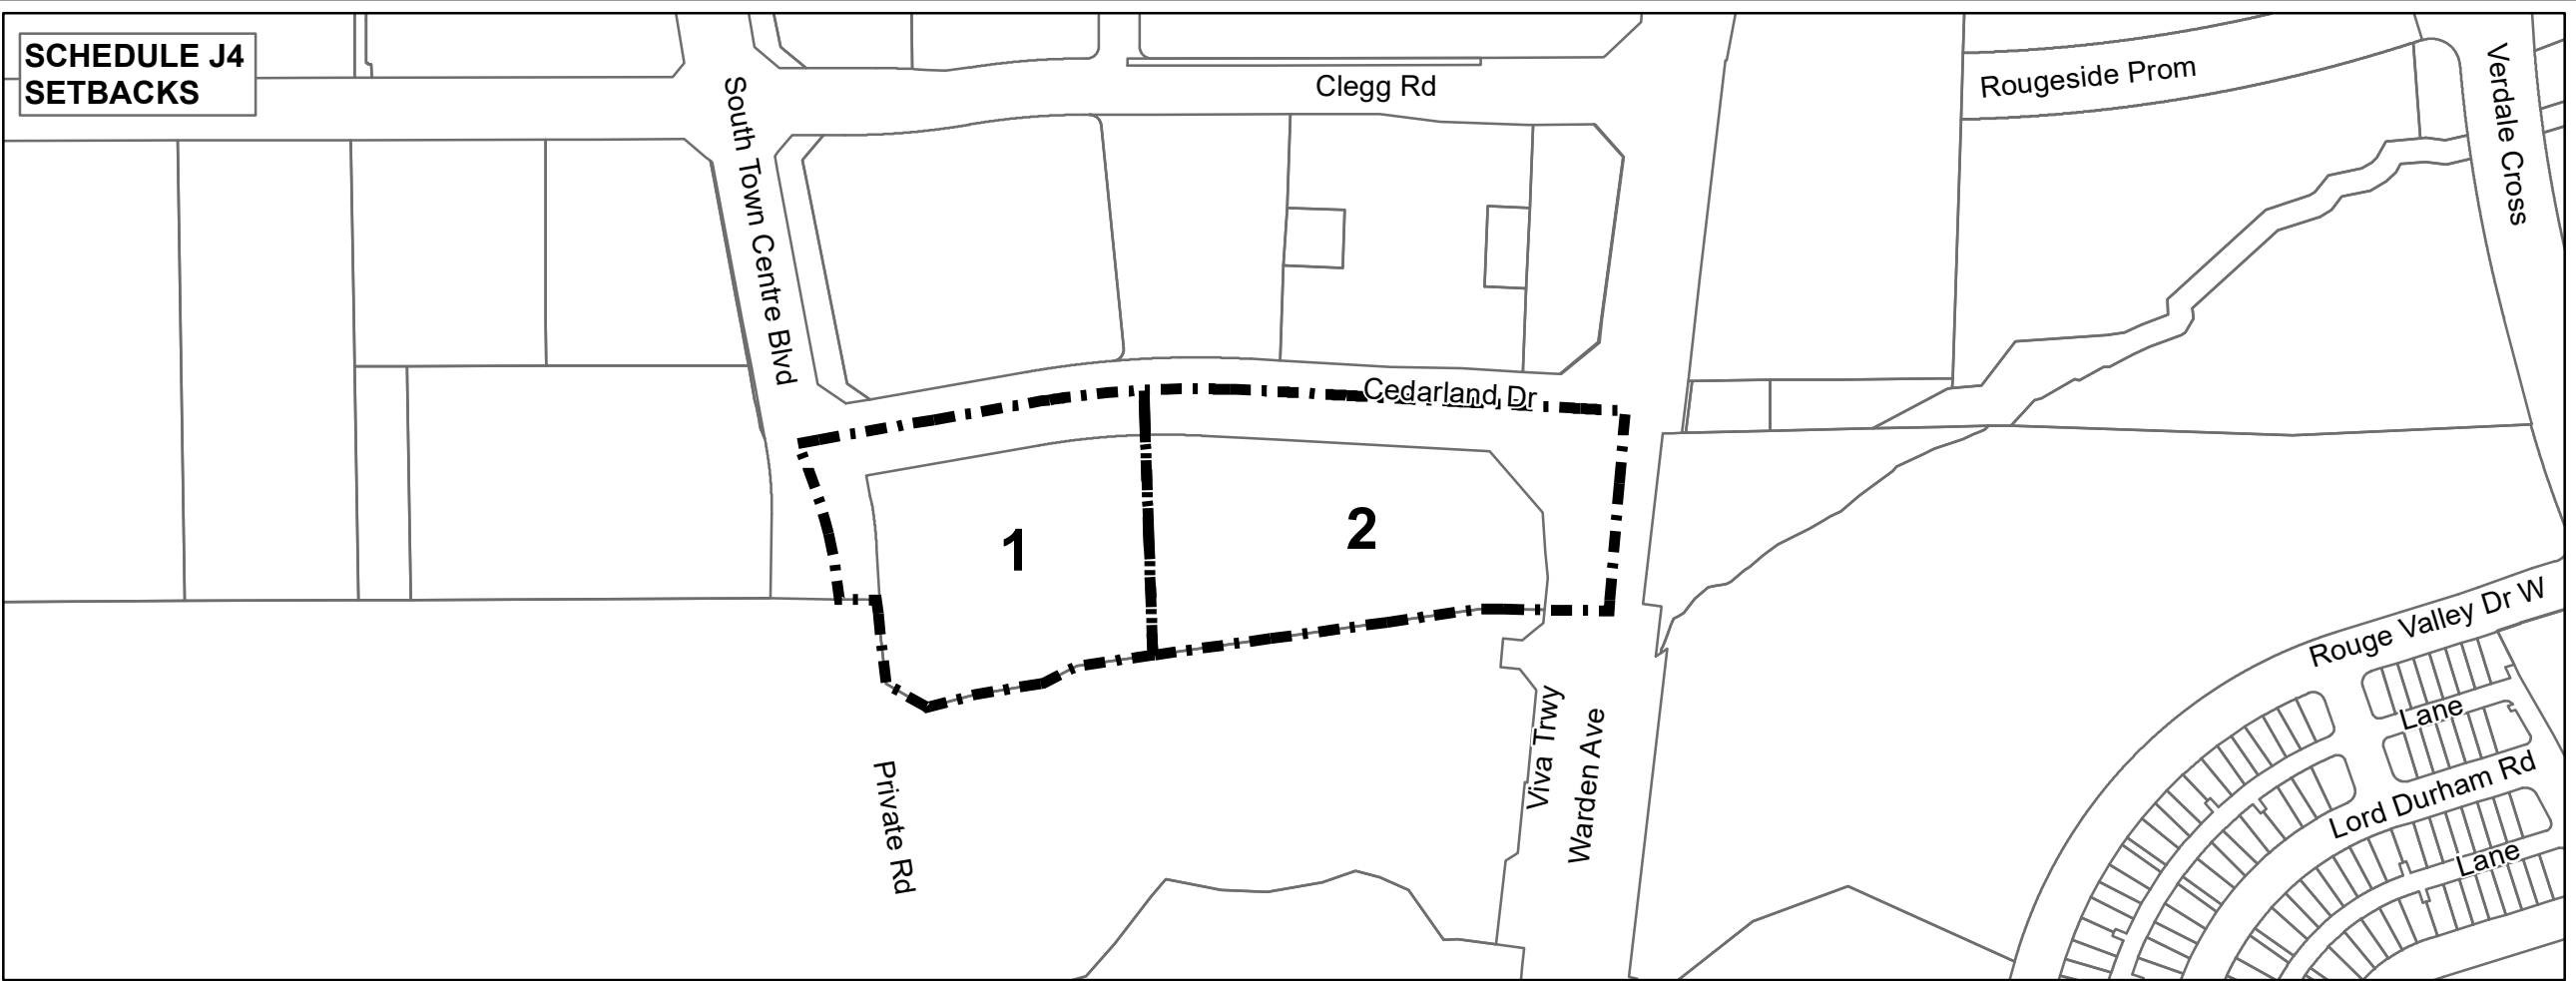 SCHEDULE J4
SETBACKS
Clegg Rd
Rougeside Prom
Verdale Cross
South Town Centre Blvd
Cedarland Dr
1
2
Rouge Valley Dr W
Lane
Lord Durham Rd
Lane
Viva Trwy
Warden Ave
Private Rd